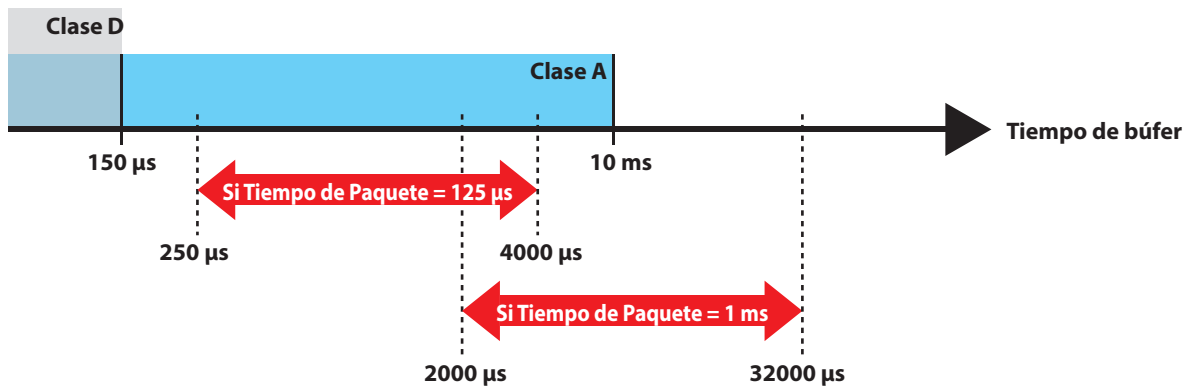 Clase D
Clase A
Tiempo de búfer
150 µs
10 ms
Si Tiempo de Paquete = 125 µs
250 µs
4000 µs
Si Tiempo de Paquete = 1 ms
2000 µs
32000 µs